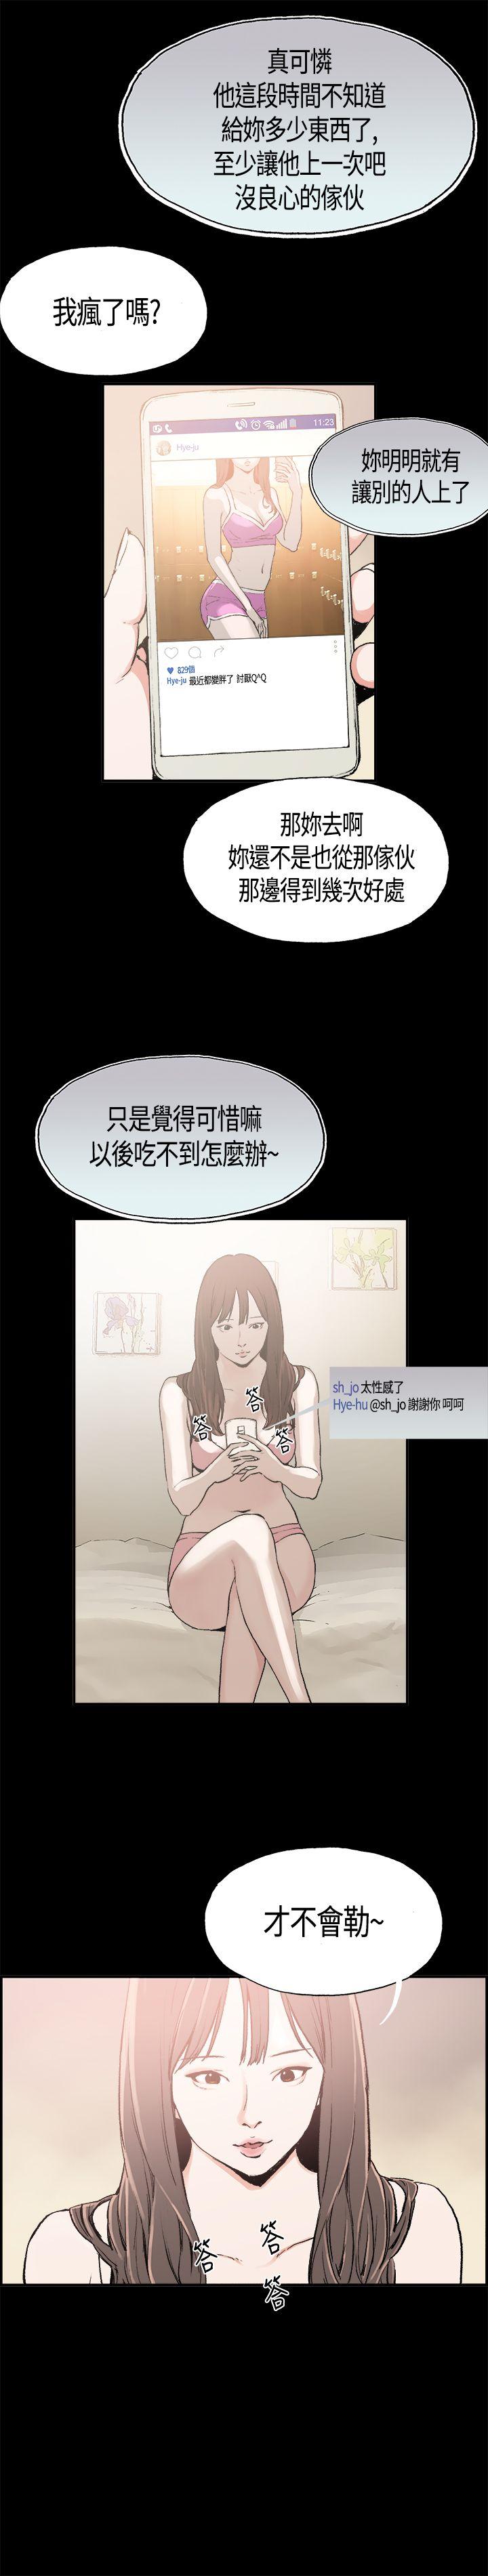 真可憐
他這段時間不知道
給妳多少東西了,
至少讓他上一次吧
沒良心的傢伙
我瘋了嗎?
11:23
Hye-ju
妳明明就有
讓別的人上了
829個
Hye-ju 最近都變胖了 討厭Q^Q
那妳去啊
妳還不是也從那傢伙
那邊得到幾次好處
只是覺得可惜嘛
以後吃不到怎麼辦~
sh_jo 太性感了
Hye-hu @sh_jo 謝謝你 呵呵
答
答
答
才不會勒~
答
答
答